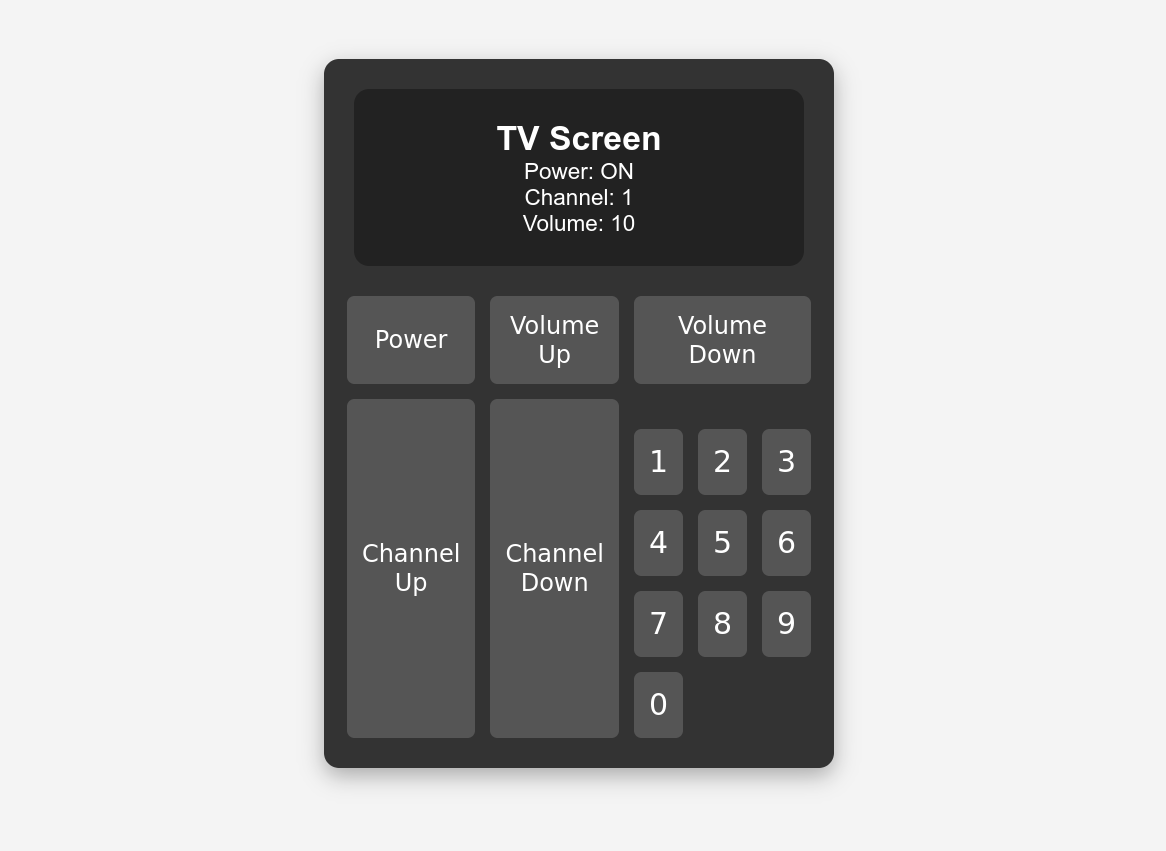 TV Screen
Power: ON
Channel: 1
Volume: 10
Power
Volume
Up
Volume
Down
Channel
Up
Channel
Down
1 2 3
4 5 6
7 8 9
0